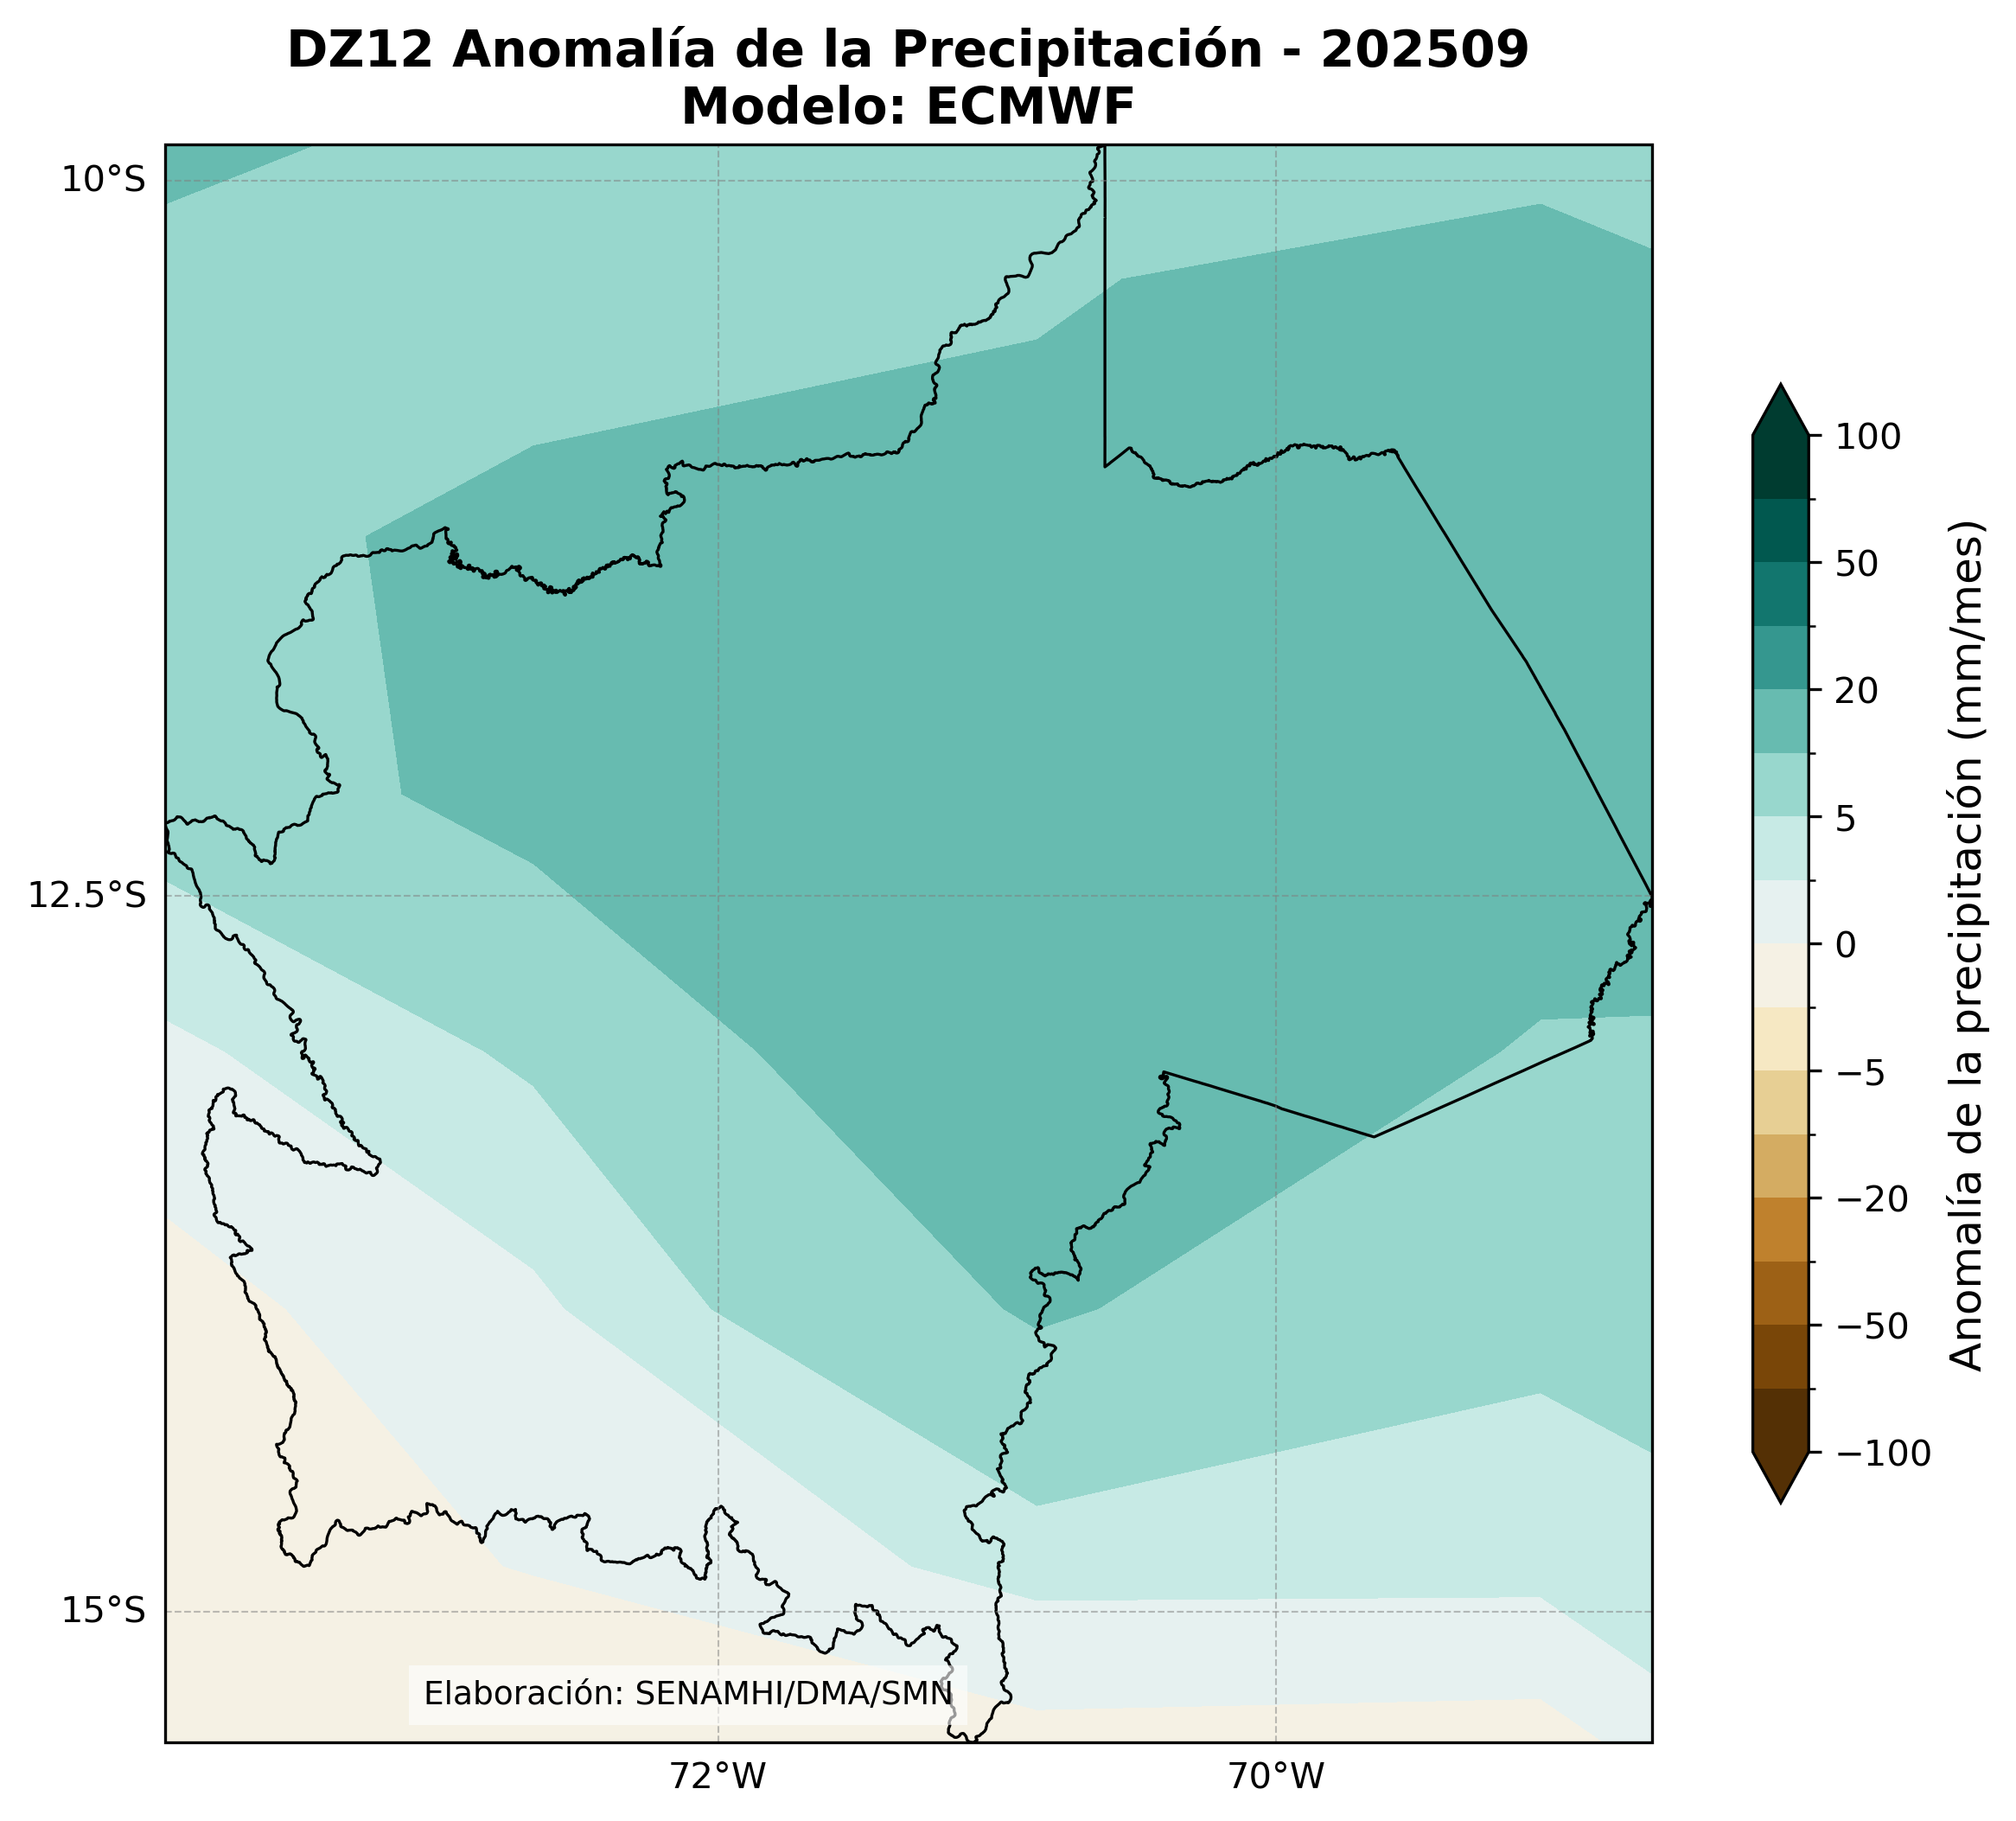 DZ12 Anomalía de la Precipitación - 202509
Modelo: ECMWF
10°S
12.5°S
15°S
72°W
70°W
Elaboración: SENAMHI/DMA/SMN
100
50
20
5
0
−5
−20
−50
−100
Anomalía de la precipitación (mm/mes)